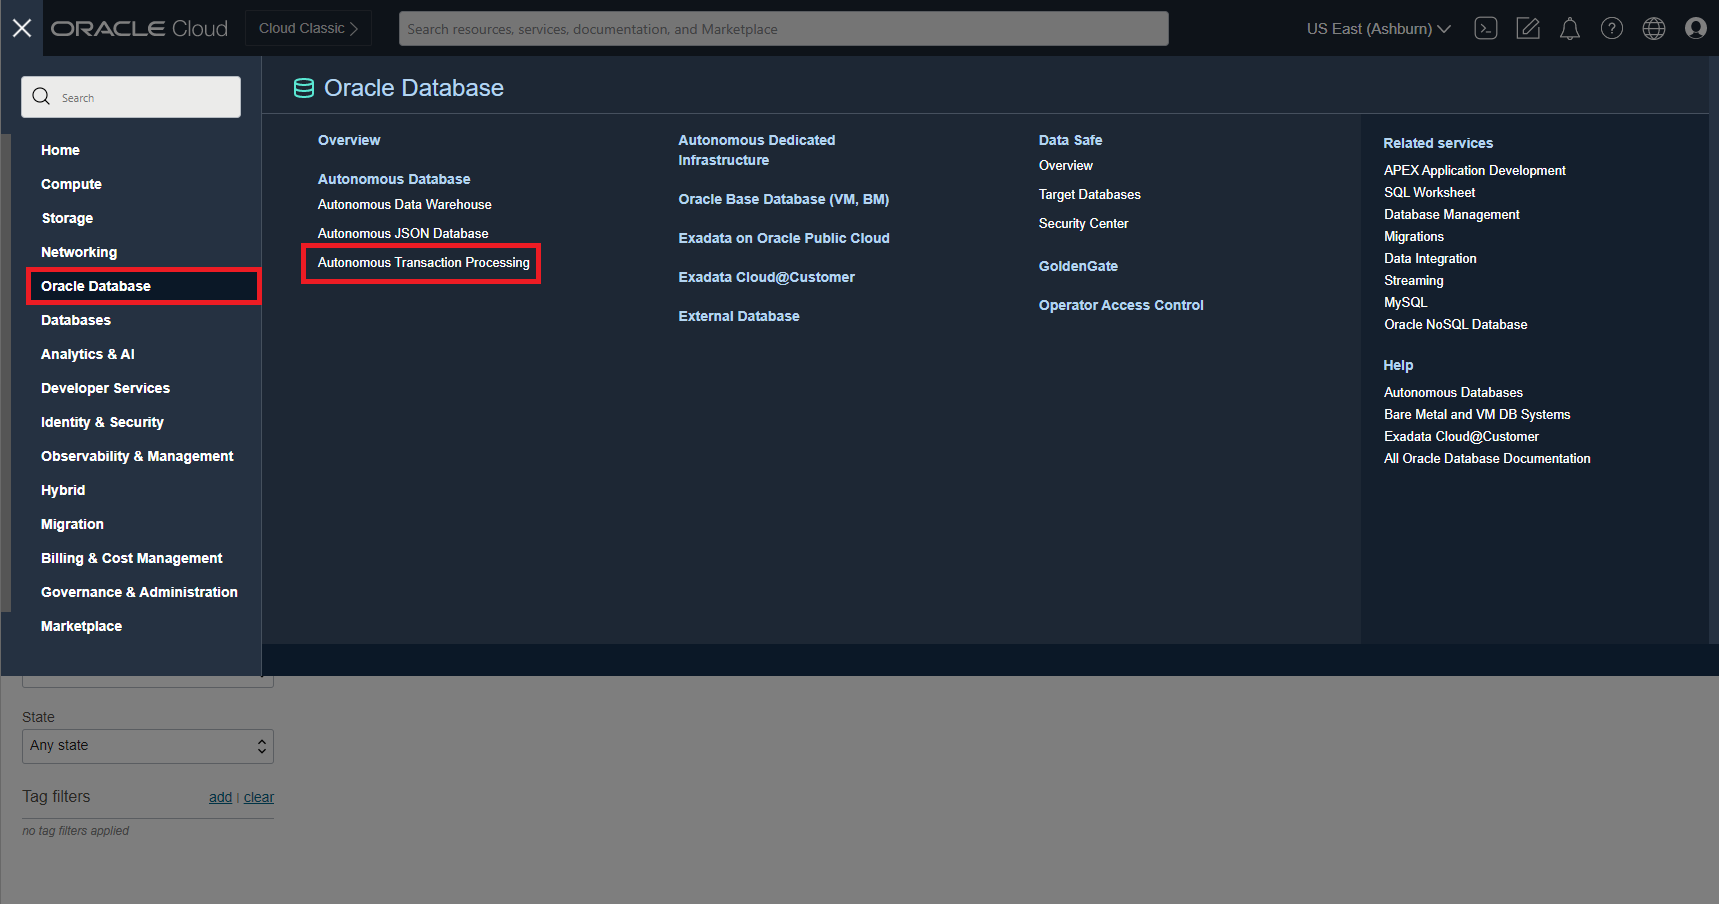 ORACLE Cloud
Cloud Classic
Search resources, services, documentation, and Marketplace
US East (Ashburn)
Search
Home
Compute
Storage
Networking
Oracle Database
Databases
Analytics & AI
Developer Services
Identity & Security
Observability & Management
Hybrid
Migration
Billing & Cost Management
Governance & Administration
Marketplace
Oracle Database
Overview
Autonomous Database
Autonomous Data Warehouse
Autonomous JSON Database
Autonomous Transaction Processing
Autonomous Dedicated
Infrastructure
Oracle Base Database (VM, BM)
Exadata on Oracle Public Cloud
Exadata Cloud@Customer
External Database
Data Safe
Overview
Target Databases
Security Center
GoldenGate
Operator Access Control
Related services
APEX Application Development
SQL Worksheet
Database Management
Migrations
Data Integration
Streaming
MySQL
Oracle NoSQL Database
Help
Autonomous Databases
Bare Metal and VM DB Systems
Exadata Cloud@Customer
All Oracle Database Documentation
State
Any state
Tag filters
add | clear
no tag filters applied